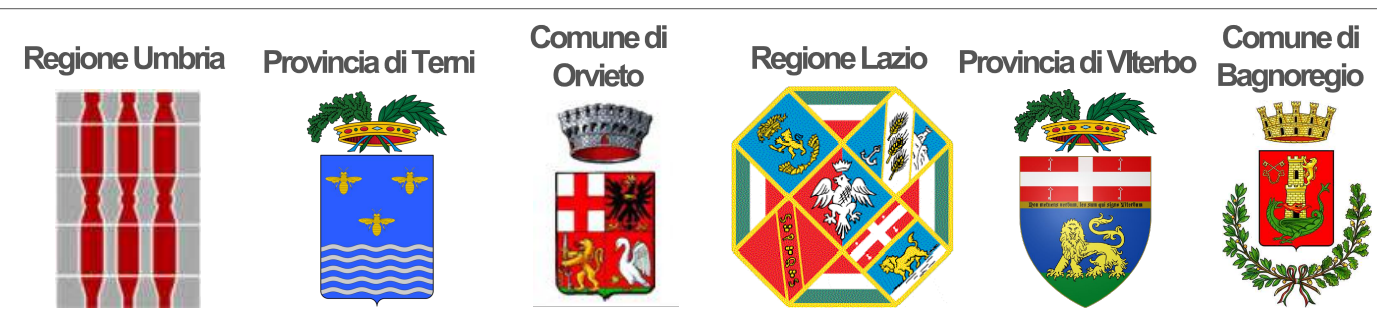 Regione Umbria
Provincia di Terni
Comune di
Orvieto
Regione Lazio
Provincia di VIterbo
Comune di
Bagnoregio
S P Q R S